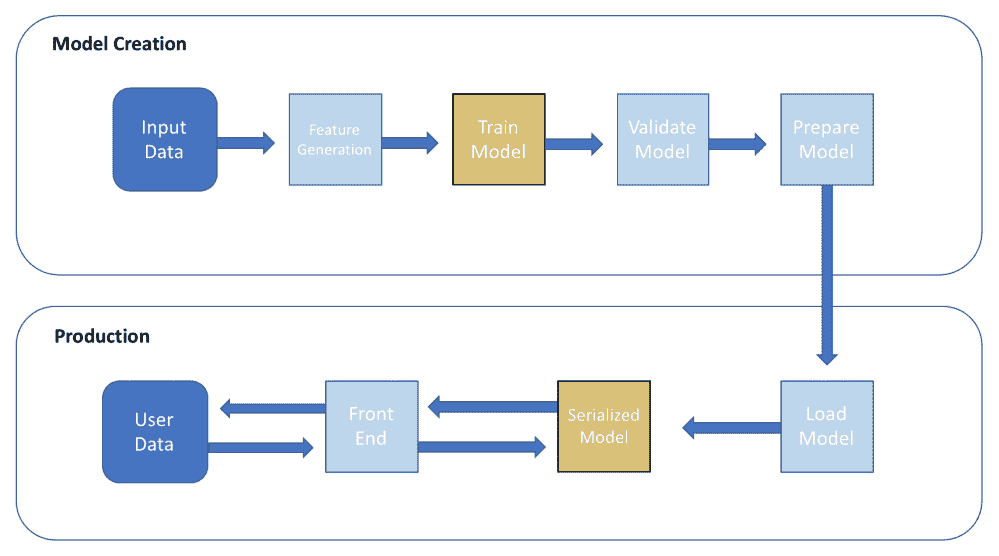 Model Creation
Input
Data
Feature
Generation
Train
Model
Validate
Model
Prepare
Model
Production
User
Data
Front
End
Serialized
Model
Load
Model